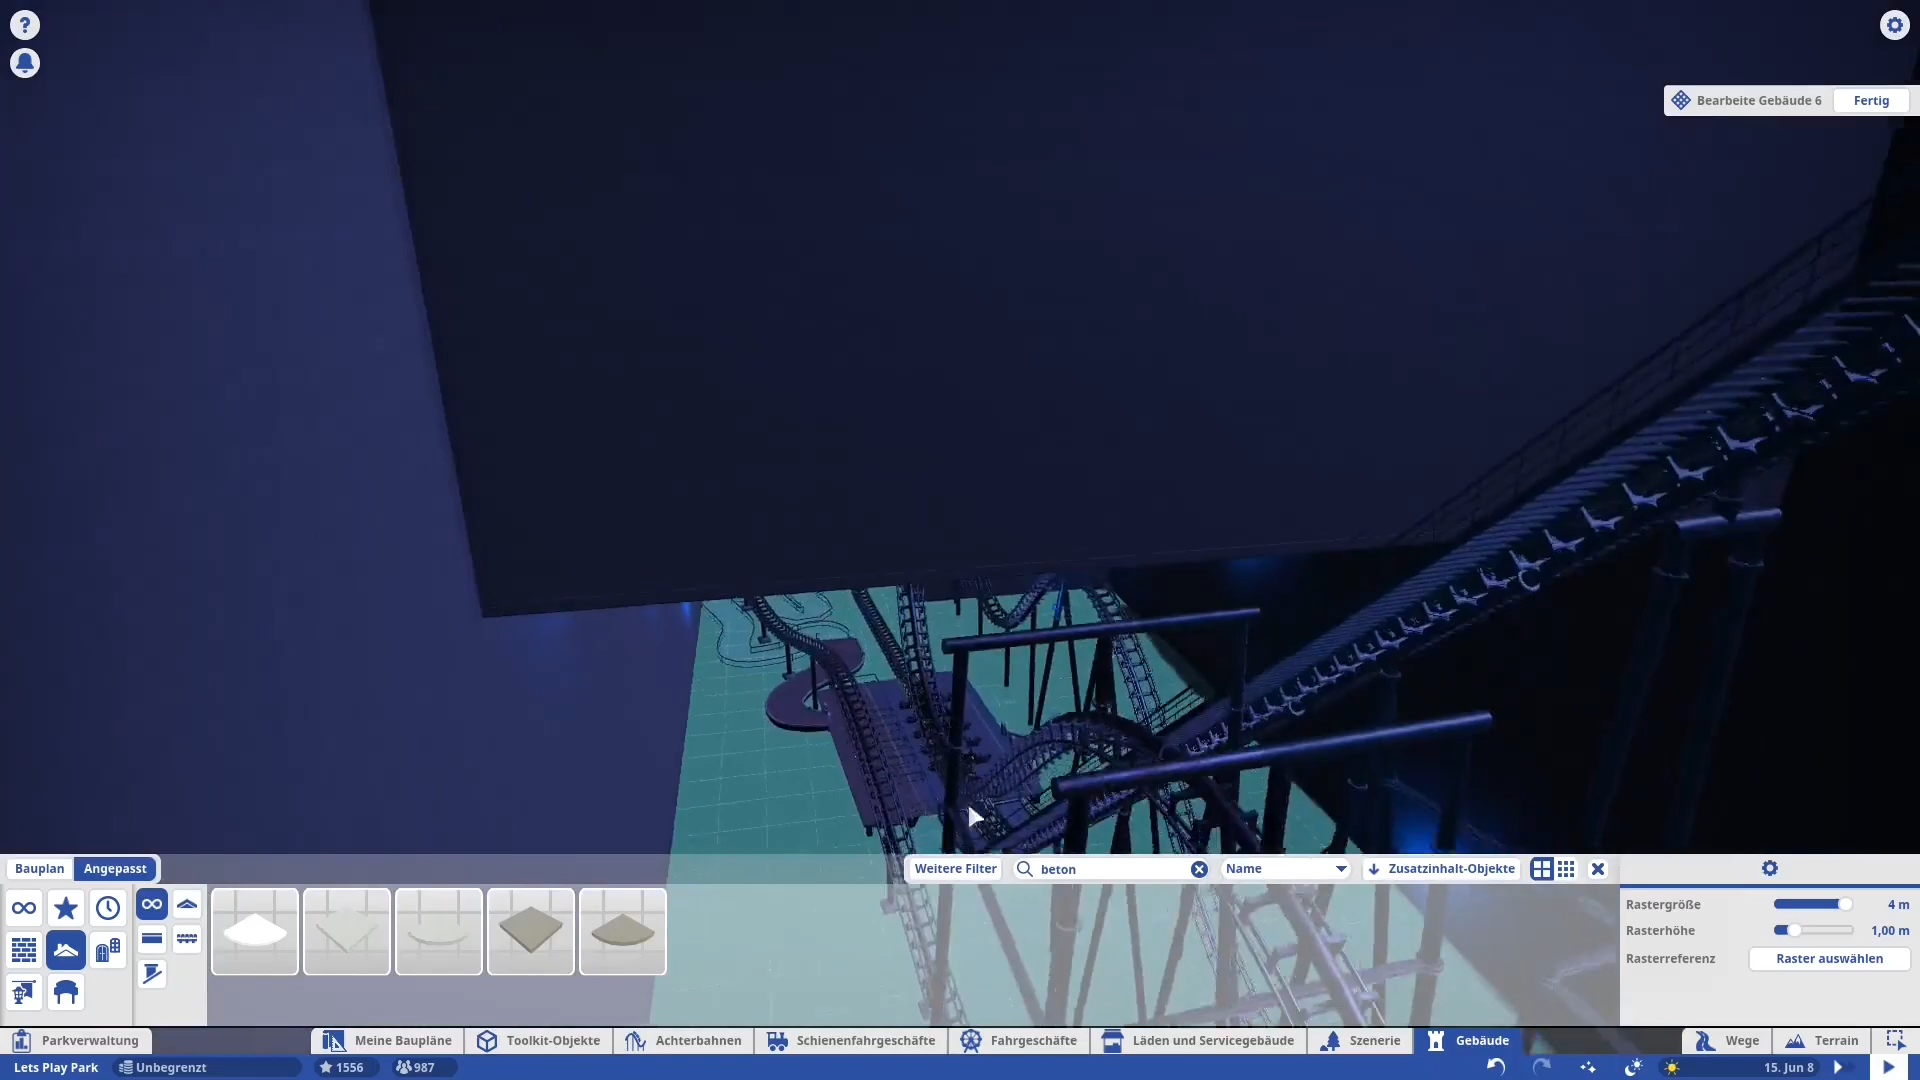 ?
Bearbeite Gebäude 6 Fertig
Bauplan Angepasst
Weitere Filter beton Name Zusatzinhalt-Objekte
Rastergröße 4 m
Rasterhöhe 1,00 m
Rasterreferenz Raster auswählen
Parkverwaltung Meine Baupläne Toolkit-Objekte Achterbahnen Schienenfahrgeschäfte Fahrgeschäfte Läden und Servicegebäude Szenerie Gebäude Wege Terrain
Lets Play Park Unbegrenzt 1556 987 15. Jun 8